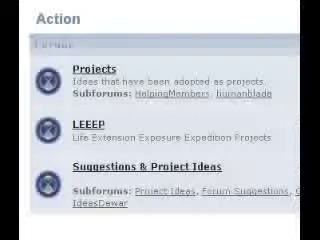 Action
Forum
Projects
Ideas that have been adopted as projects.
Subforums: HelpingMembers, humanblade
LEEEP
Life Extension Exposure Expedition Projects
Suggestions & Project Ideas
Subforums: Project Ideas, Forum Suggestions,
IdeasDewar